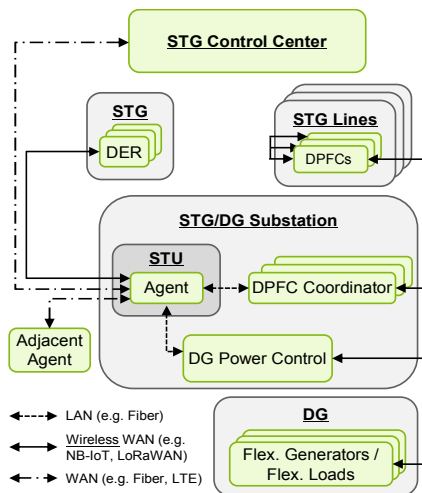 STG Control Center
STG
DER
STG Lines
DPFCs
STG/DG Substation
STU
Agent
DPFC Coordinator
Adjacent
Agent
DG Power Control
LAN (e.g. Fiber)
Wireless WAN (e.g.
NB-IoT, LoRaWAN)
WAN (e.g. Fiber, LTE)
DG
Flex. Generators /
Flex. Loads